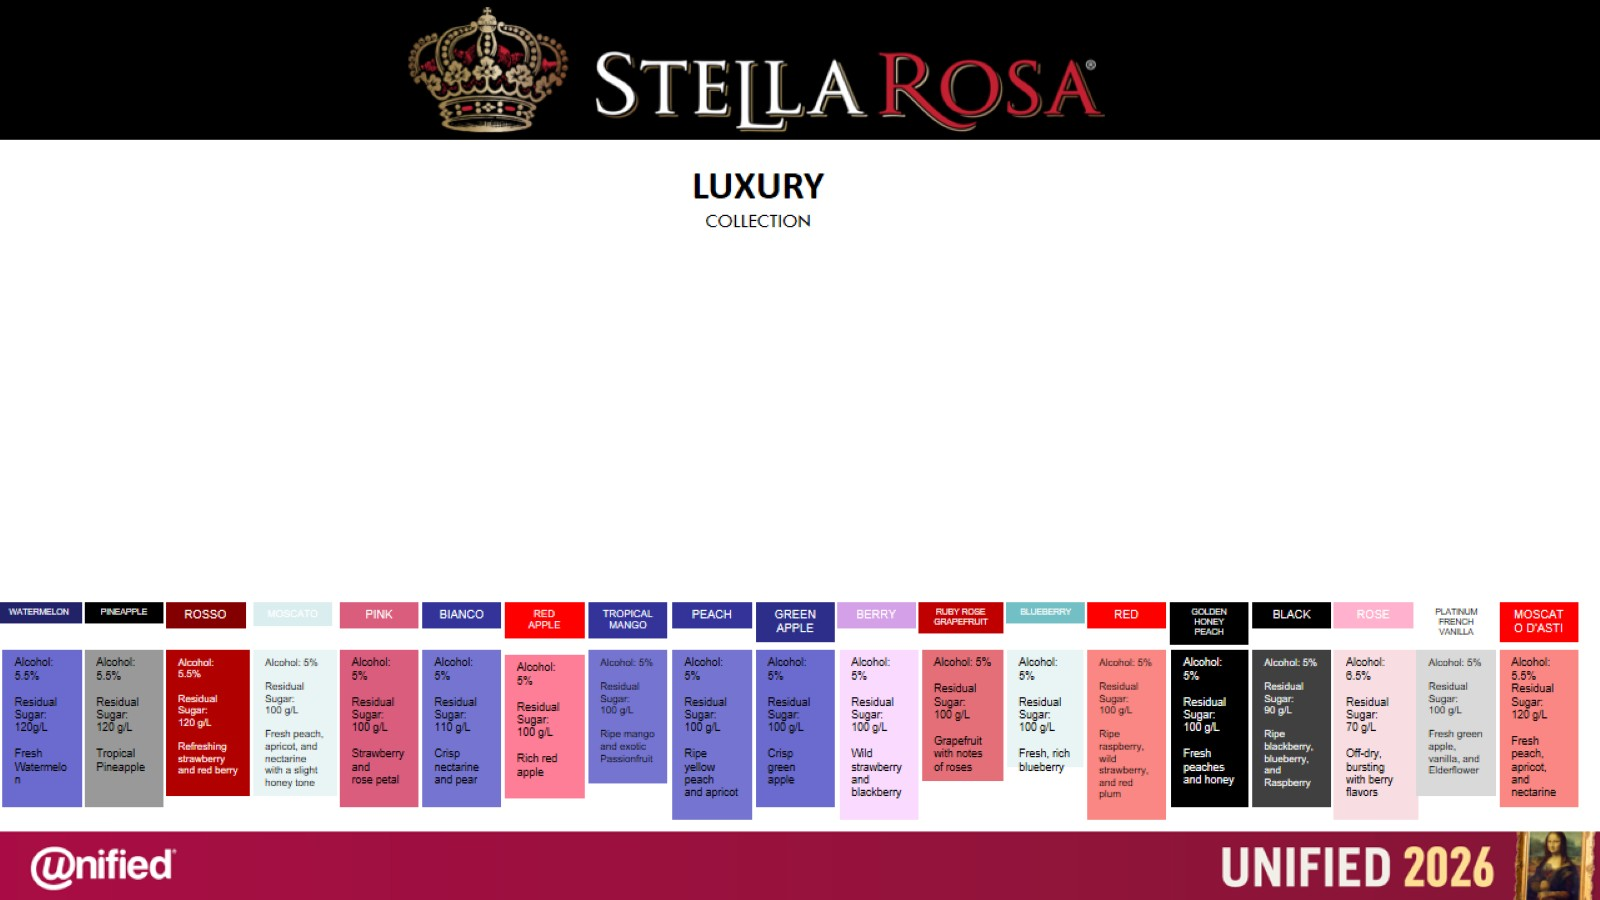 STELLA ROSA®
LUXURY
COLLECTION
WATERMELON
Alcohol:
5.5%
Residual
Sugar:
120g/L
Fresh
Watermelo
n
PINEAPPLE
Alcohol:
5.5%
Residual
Sugar:
120 g/L
Tropical
Pineapple
ROSSO
Alcohol:
5.5%
Residual
Sugar:
120 g/L
Refreshing
strawberry
and red berry
MOSCATO
Alcohol: 5%
Residual
Sugar:
100 g/L
Fresh peach,
apricot, and
nectarine
with a slight
honey tone
PINK
Alcohol:
5%
Residual
Sugar:
100 g/L
Strawberry
and
rose petal
BIANCO
Alcohol:
5%
Residual
Sugar:
110 g/L
Crisp
nectarine
and pear
RED
APPLE
Alcohol:
5%
Residual
Sugar:
100 g/L
Rich red
apple
TROPICAL
MANGO
Alcohol: 5%
Residual
Sugar:
100 g/L
Ripe mango
and exotic
Passionfruit
PEACH
Alcohol:
5%
Residual
Sugar:
100 g/L
Ripe
yellow
peach
and apricot
GREEN
APPLE
Alcohol:
5%
Residual
Sugar:
100 g/L
Crisp
green
apple
BERRY
Alcohol:
5%
Residual
Sugar:
100 g/L
Wild
strawberry
and
blackberry
RUBY ROSE
GRAPEFRUIT
Alcohol: 5%
Residual
Sugar:
100 g/L
Grapefruit
with notes
of roses
BLUEBERRY
Alcohol:
5%
Residual
Sugar:
100 g/L
Fresh, rich
blueberry
RED
Alcohol: 5%
Residual
Sugar:
100 g/L
Ripe
raspberry,
wild
strawberry,
and red
plum
GOLDEN
HONEY
PEACH
Alcohol:
5%
Residual
Sugar:
100 g/L
Fresh
peaches
and honey
BLACK
Alcohol: 5%
Residual
Sugar:
90 g/L
Ripe
blackberry,
blueberry,
and
Raspberry
ROSE
Alcohol:
6.5%
Residual
Sugar:
70 g/L
Off-dry,
bursting
with berry
flavors
PLATINUM
FRENCH
VANILLA
Alcohol: 5%
Residual
Sugar:
100 g/L
Fresh green
apple,
vanilla, and
Elderflower
MOSCAT
O D'ASTI
Alcohol:
5.5%
Residual
Sugar:
120 g/L
Fresh
peach,
apricot,
and
nectarine
unified
UNIFIED 2026